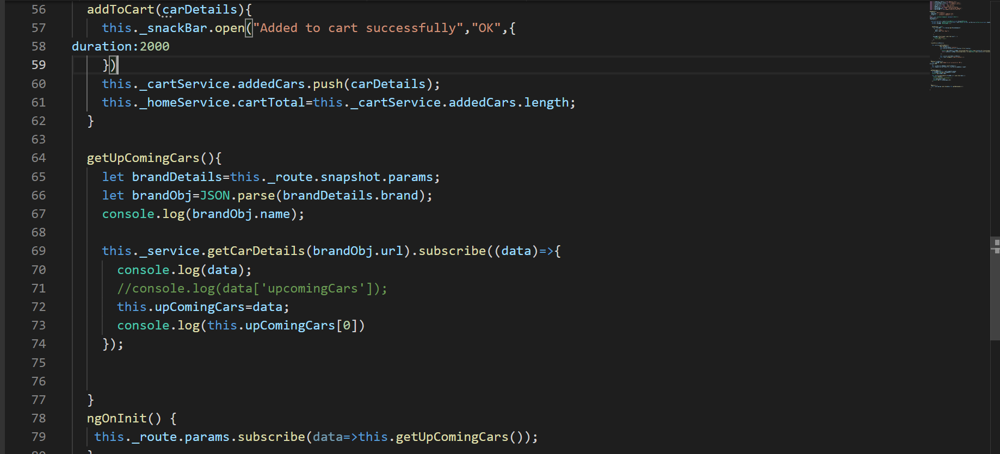 56 addToCart(carDetails){
57 this._snackBar.open("Added to cart successfully","OK",{
58 duration:2000
59 })
60 this._cartService.addedCars.push(carDetails);
61 this._homeService.cartTotal=this._cartService.addedCars.length;
62 }
63
64 getUpComingCars(){
65 let brandDetails=this._route.snapshot.params;
66 let brandObj=JSON.parse(brandDetails.brand);
67 console.log(brandObj.name);
68
69 this._service.getCarDetails(brandObj.url).subscribe((data)=>{
70 console.log(data);
71 //console.log(data['upcomingCars']);
72 this.upComingCars=data;
73 console.log(this.upComingCars[0])
74 });
75
76
77 }
78 ngOnInit() {
79 this._route.params.subscribe(data=>this.getUpComingCars());